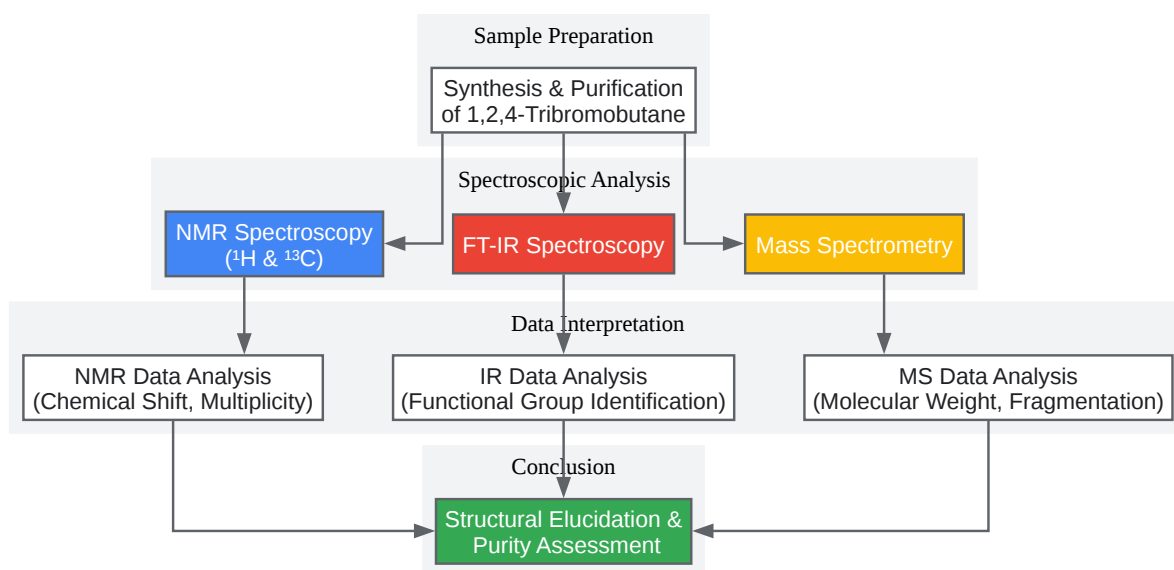 Sample Preparation
Synthesis & Purification
of 1,2,4-Tribromobutane
Spectroscopic Analysis
NMR Spectroscopy
(¹H & ¹³C)
FT-IR Spectroscopy
Mass Spectrometry
Data Interpretation
NMR Data Analysis
(Chemical Shift, Multiplicity)
IR Data Analysis
(Functional Group Identification)
MS Data Analysis
(Molecular Weight, Fragmentation)
Conclusion
Structural Elucidation &
Purity Assessment